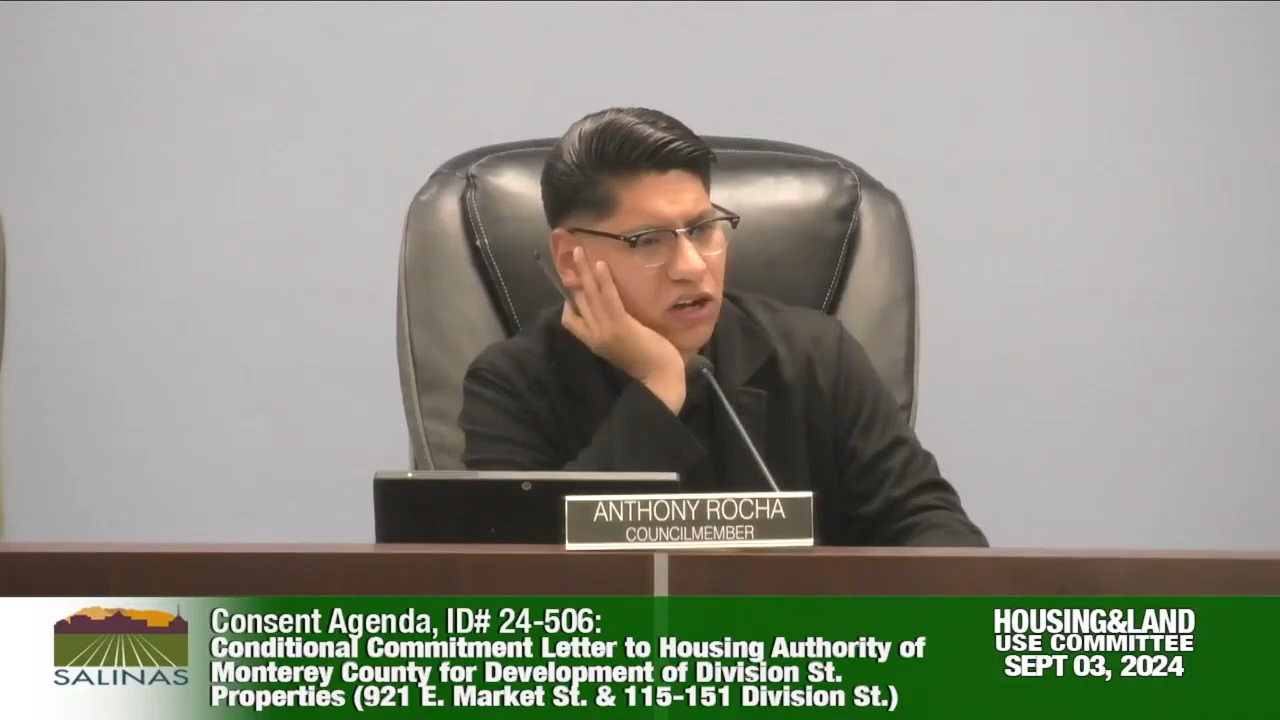 ANTHONY ROCHA
COUNCILMEMBER
SALINAS
Consent Agenda, ID# 24-506:
Conditional Commitment Letter to Housing Authority of
Monterey County for Development of Division St.
Properties (921 E. Market St. & 115-151 Division St.)
HOUSING&LAND
USE COMMITTEE
SEPT 03, 2024